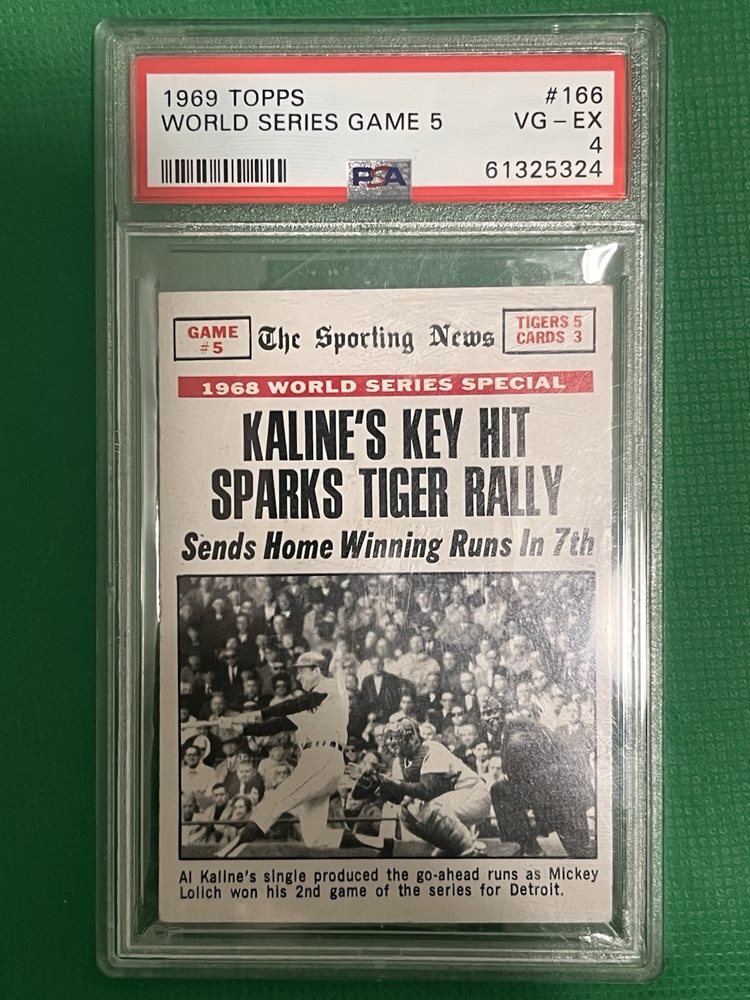 1969 TOPPS #166
WORLD SERIES GAME 5 VG-EX
4
PSA 61325324
GAME #5
The Sporting News
TIGERS 5
CARDS 3
1968 WORLD SERIES SPECIAL
KALINE'S KEY HIT
SPARKS TIGER RALLY
Sends Home Winning Runs In 7th
Al Kaline's single produced the go-ahead runs as Mickey
Lolich won his 2nd game of the series for Detroit.